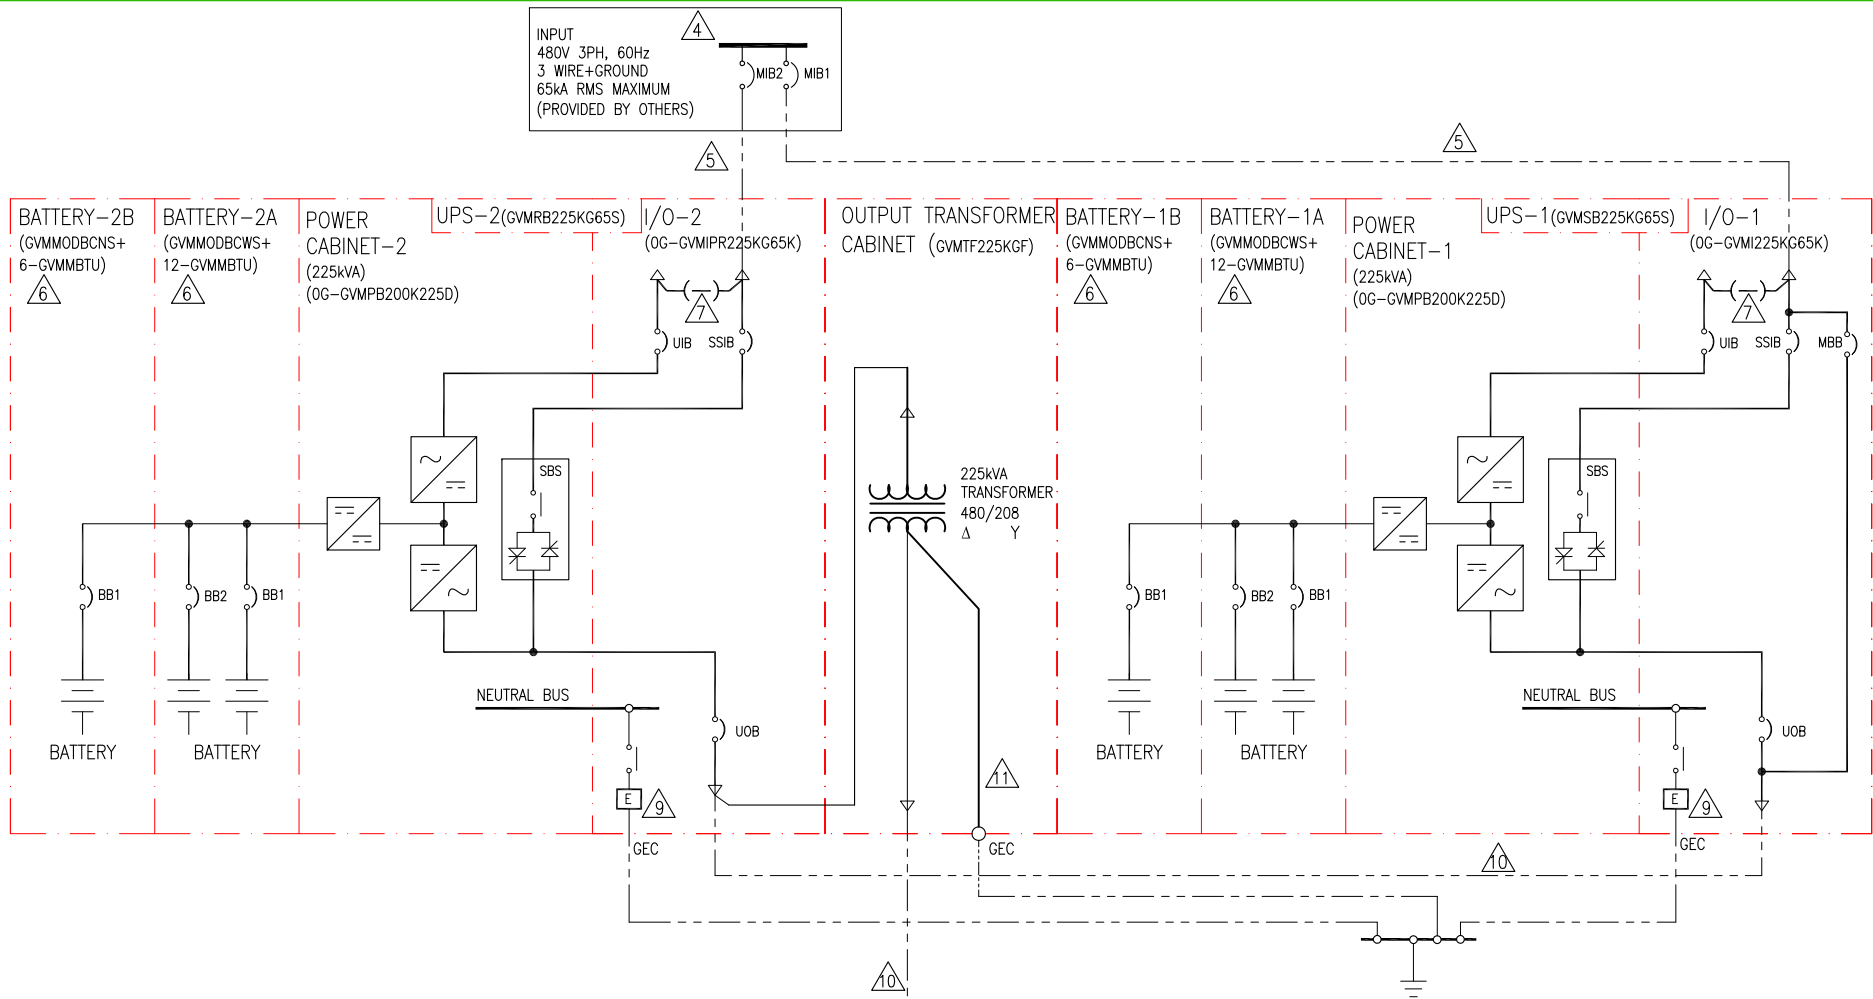 INPUT
480V 3PH, 60Hz
3 WIRE+GROUND
65kA RMS MAXIMUM
(PROVIDED BY OTHERS)
4
MIB2
MIB1
5
5
BATTERY-2B
(GVMMODBCNS+
6-GVMMBTU)
6
BATTERY-2A
(GVMMODBCWS+
12-GVMMBTU)
6
POWER
CABINET-2
(225kVA)
(0G-GVMPB200K225D)
UPS-2(GVMRB225KG65S)
I/O-2
(0G-GVMIPR225KG65K)
7
UIB
SSIB
OUTPUT TRANSFORMER
CABINET (GVMTF225KGF)
BATTERY-1B
(GVMMODBCNS+
6-GVMMBTU)
6
BATTERY-1A
(GVMMODBCWS+
12-GVMMBTU)
6
POWER
CABINET-1
(225kVA)
(0G-GVMPB200K225D)
UPS-1(GVMSB225KG65S)
I/O-1
(0G-GVMI225KG65K)
7
UIB
SSIB
MBB
SBS
225kVA
TRANSFORMER
480/208
Δ Y
SBS
BB1
BB2
BB1
BB1
BB2
BB1
NEUTRAL BUS
UOB
NEUTRAL BUS
UOB
BATTERY
BATTERY
BATTERY
BATTERY
E
9
11
E
9
GEC
GEC
GEC
10
10